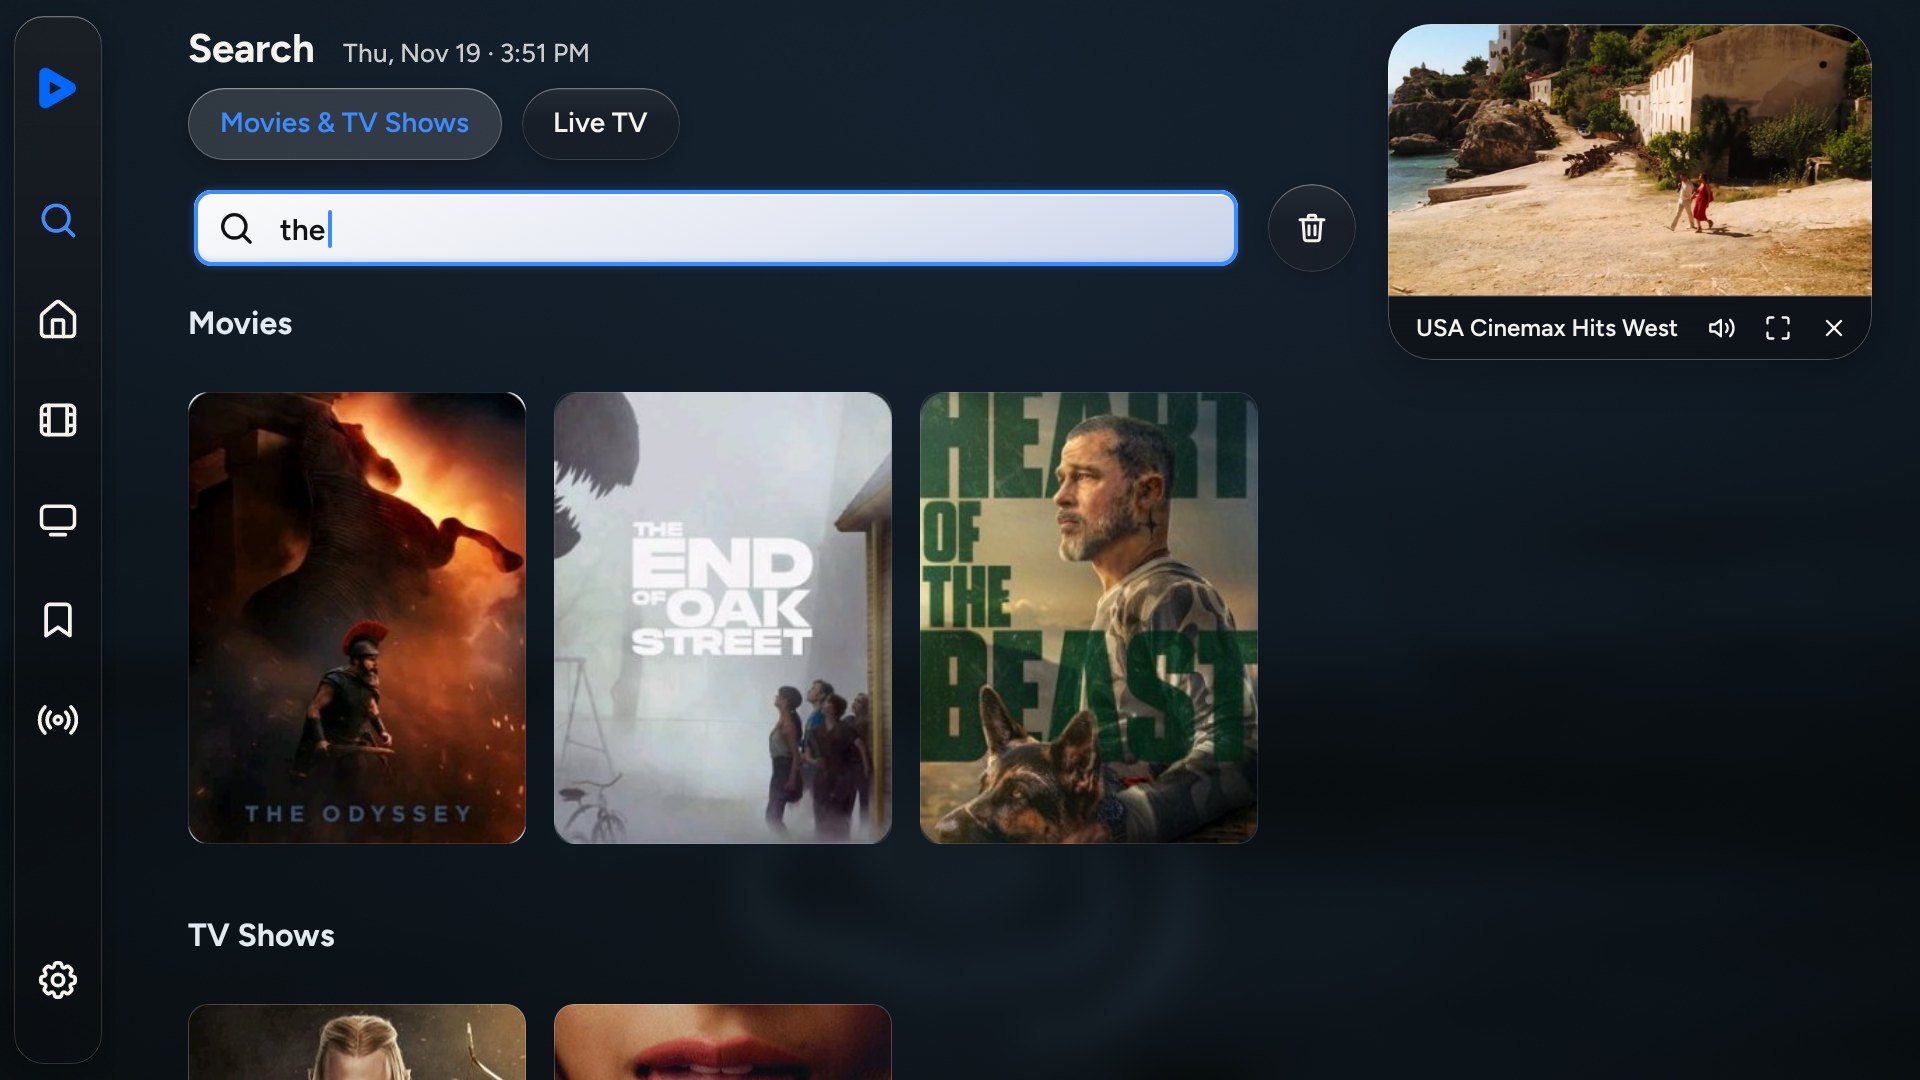 Search
Thu, Nov 19 · 3:51 PM
Movies & TV Shows
Live TV
the
USA Cinemax Hits West
Movies
THE ODYSSEY
THE
END
OF OAK
STREET
HEART
OF
THE
BEAST
TV Shows